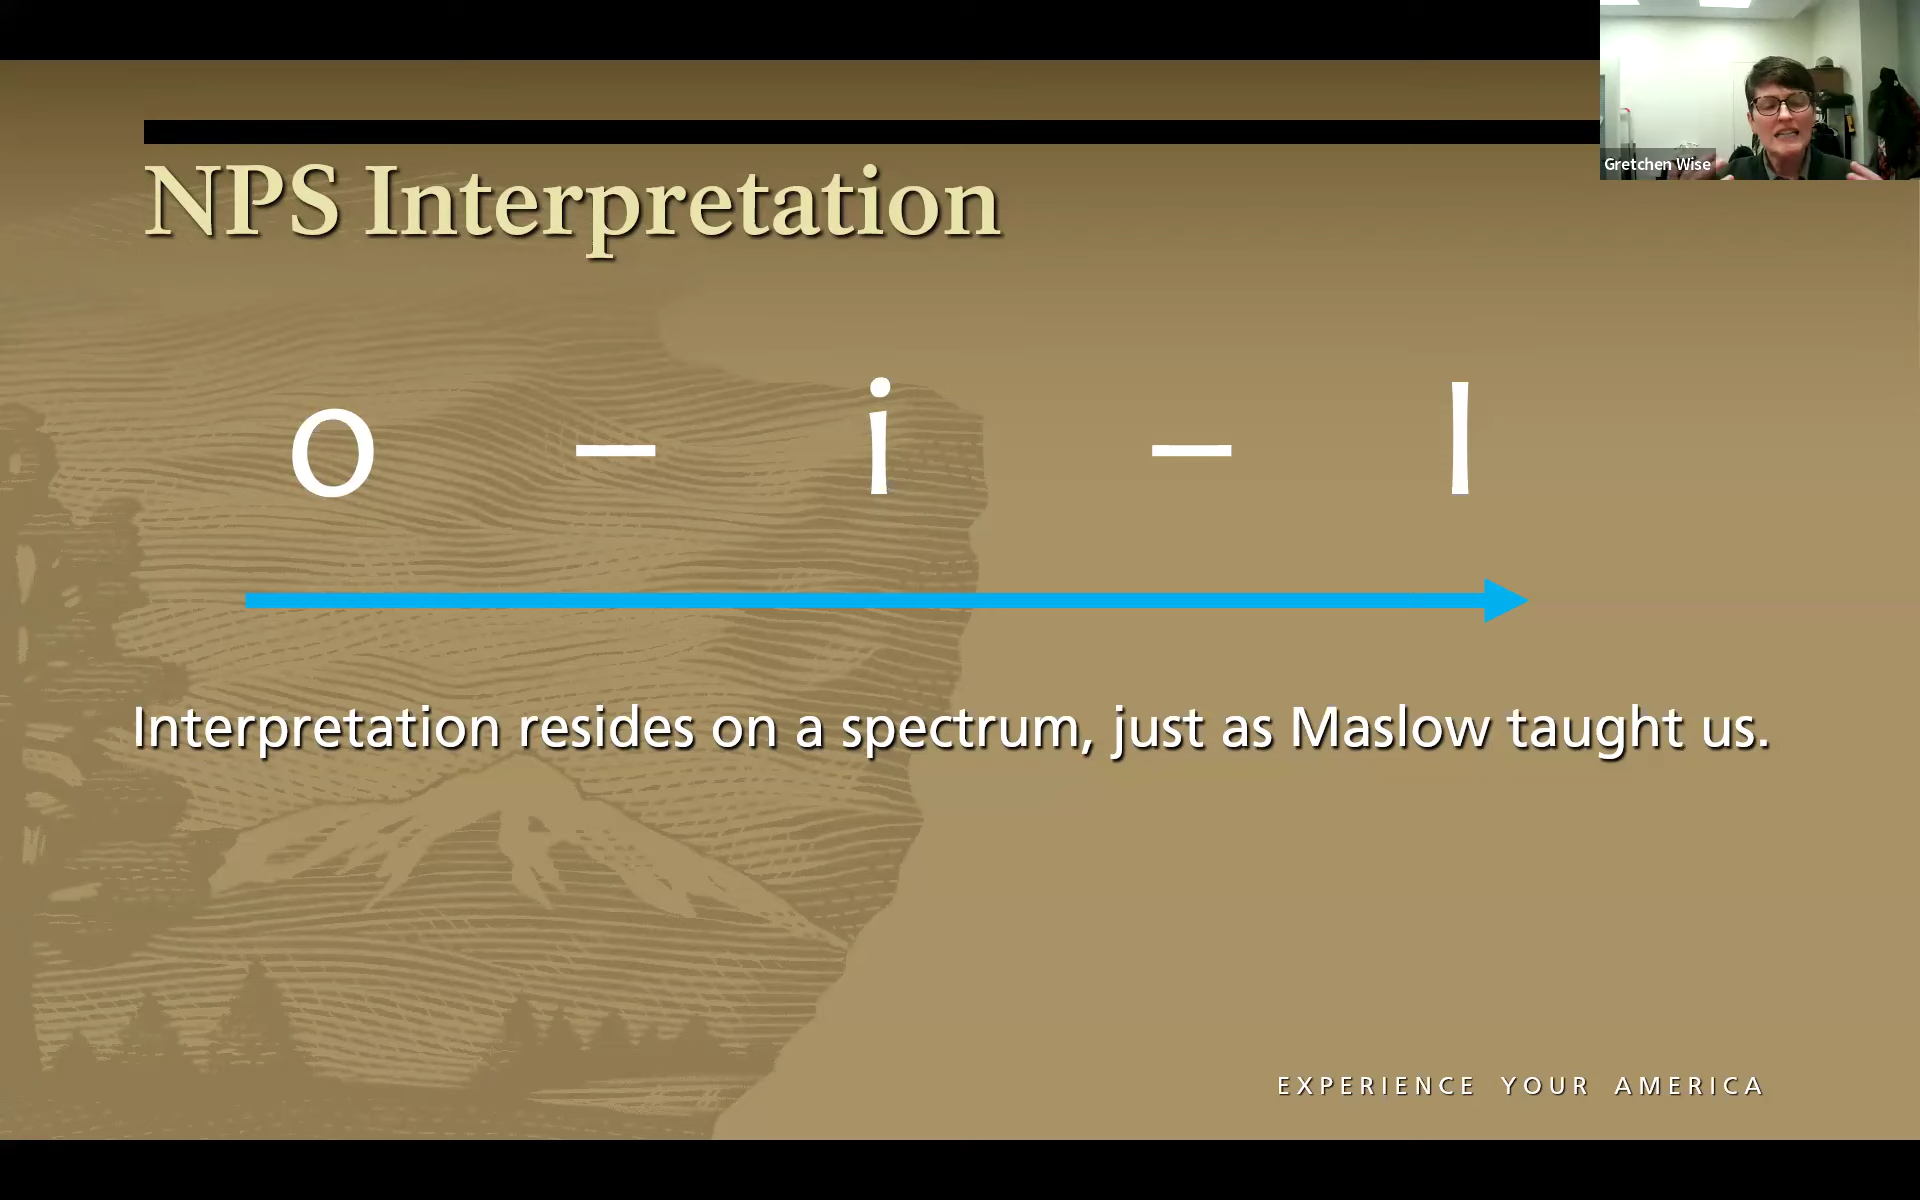 Gretchen Wise
NPS Interpretation
o – i – l
Interpretation resides on a spectrum, just as Maslow taught us.
EXPERIENCE YOUR AMERICA